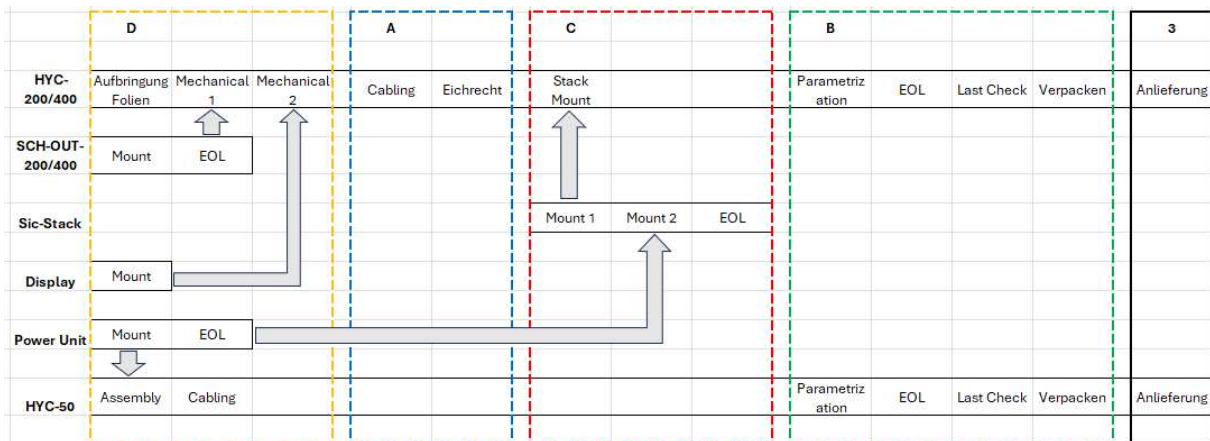 D A C B 3
HYC- Aufbringung Mechanical Mechanical Cabling Eichrecht Stack Parametriz EOL Last Check Verpacken Anlieferung
200/400 Folien 1 2 Mount ation
SCH-OUT- Mount EOL
200/400
Sic-Stack Mount 1 Mount 2 EOL
Display Mount
Power Unit Mount EOL
HYC-50 Assembly Cabling Parametriz EOL Last Check Verpacken Anlieferung
ation